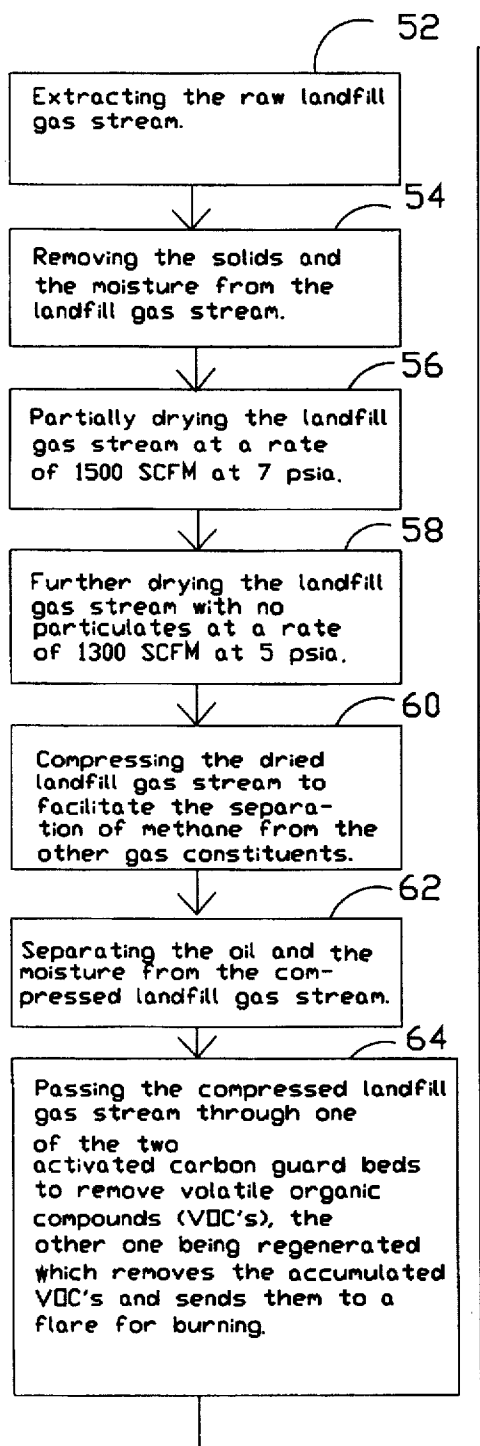 52
Extracting the raw landfill
gas stream.
54
Removing the solids and
the moisture from the
landfill gas stream.
56
Partially drying the landfill
gas stream at a rate
of 1500 SCFM at 7 psia.
58
Further drying the landfill
gas stream with no
particulates at a rate
of 1300 SCFM at 5 psia.
60
Compressing the dried
landfill gas stream to
facilitate the separa-
tion of methane from the
other gas constituents.
62
Separating the oil and the
moisture from the com-
pressed landfill gas stream.
64
Passing the compressed landfill
gas stream through one
of the two
activated carbon guard beds
to remove volatile organic
compounds (VOC's), the
other one being regenerated
which removes the accumulated
VOC's and sends them to a
flare for burning.